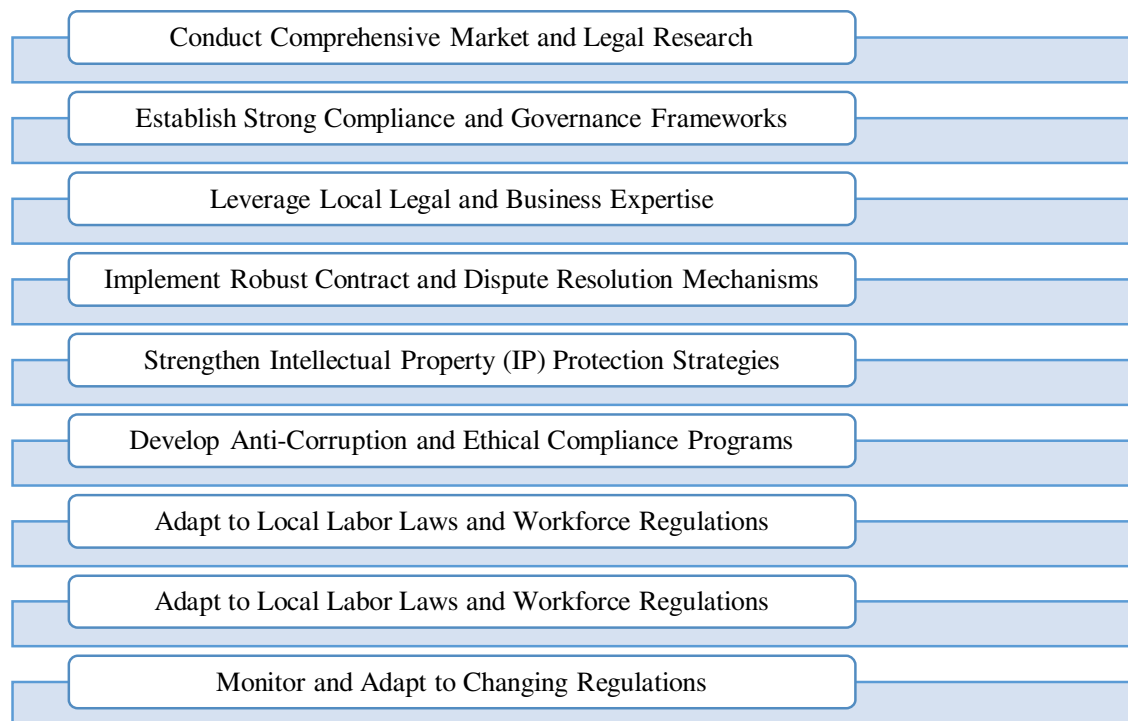 Conduct Comprehensive Market and Legal Research
Establish Strong Compliance and Governance Frameworks
Leverage Local Legal and Business Expertise
Implement Robust Contract and Dispute Resolution Mechanisms
Strengthen Intellectual Property (IP) Protection Strategies
Develop Anti-Corruption and Ethical Compliance Programs
Adapt to Local Labor Laws and Workforce Regulations
Adapt to Local Labor Laws and Workforce Regulations
Monitor and Adapt to Changing Regulations